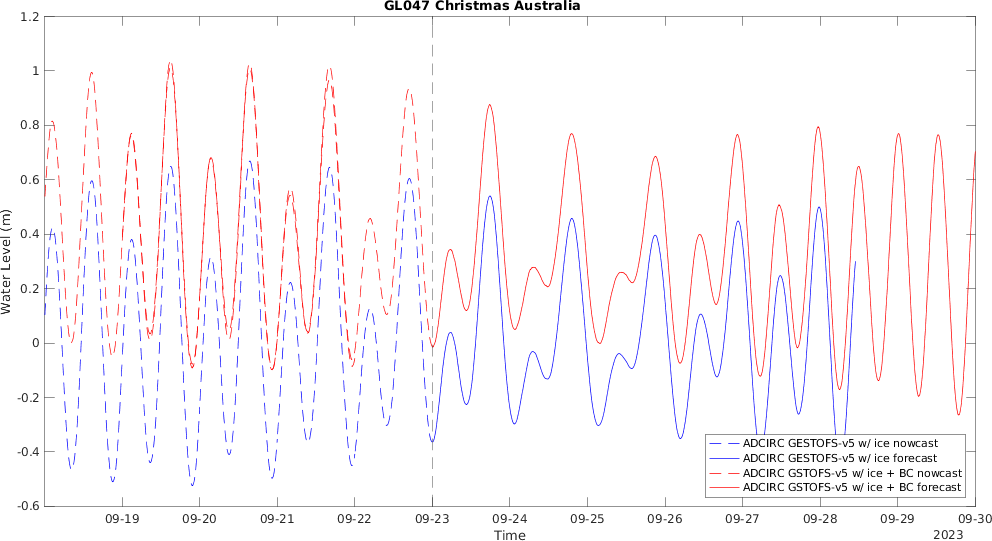 GL047 Christmas Australia
1.2
1
0.8
0.6
0.4
0.2
0
-0.2
-0.4
-0.6
Water Level (m)
ADCIRC GESTOFS-v5 w/ ice nowcast
ADCIRC GESTOFS-v5 w/ ice forecast
ADCIRC GSTOFS-v5 w/ ice + BC nowcast
ADCIRC GSTOFS-v5 w/ ice + BC forecast
09-19 09-20 09-21 09-22 09-23 09-24 09-25 09-26 09-27 09-28 09-29 09-30
Time
2023